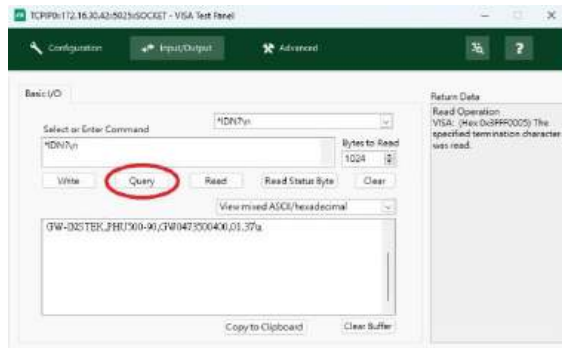 TCPIP0::172.16.30.42::5025::SOCKET - VISA Test Panel
Configuration
Input/Output
Advanced
?
Basic I/O
Select or Enter Command
*IDN?\n
*IDN?\n
Bytes to Read
1024
Write
Query
Read
Read Status Byte
Clear
View mixed ASCII/hexadecimal
GW-INSTEK,PHU500-90,GW0473500400,01.37\n
Copy to Clipboard
Clear Buffer
Return Data
Read Operation
VISA: (Hex 0x3FFF0005) The
specified termination character
was read.